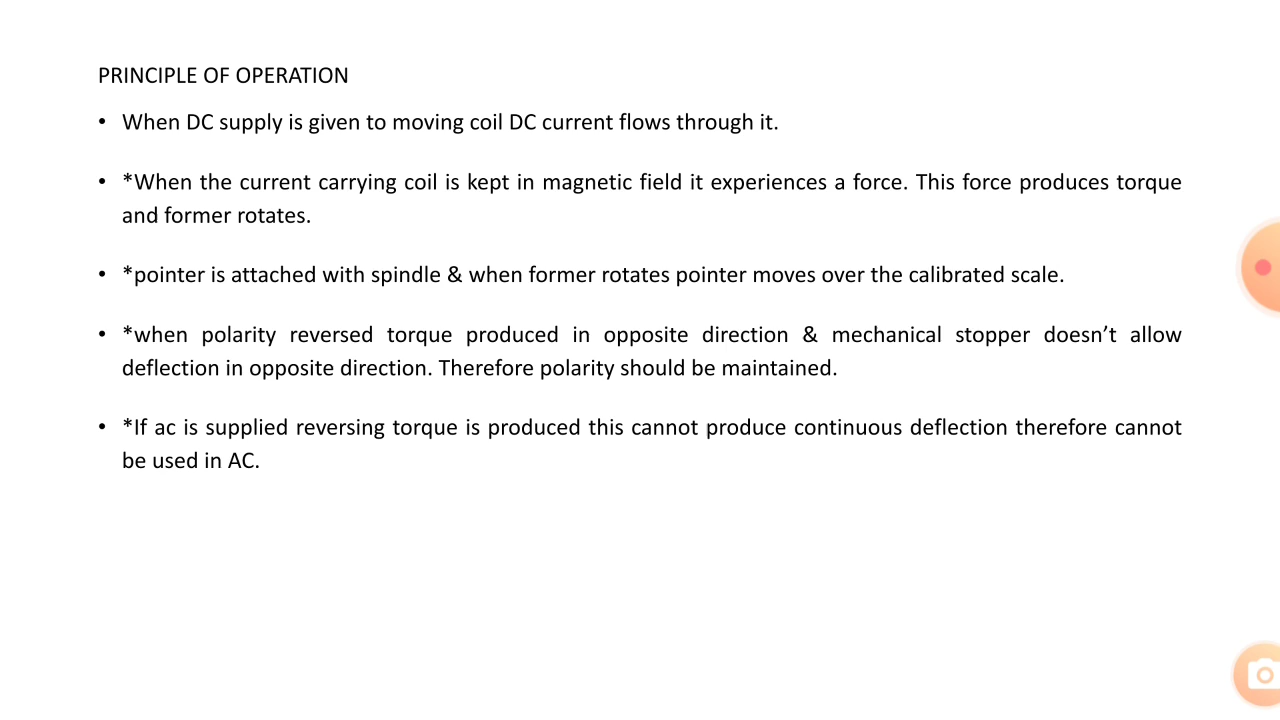 PRINCIPLE OF OPERATION
• When DC supply is given to moving coil DC current flows through it.
• *When the current carrying coil is kept in magnetic field it experiences a force. This force produces torque
and former rotates.
• *pointer is attached with spindle & when former rotates pointer moves over the calibrated scale.
• *when polarity reversed torque produced in opposite direction & mechanical stopper doesn’t allow
deflection in opposite direction. Therefore polarity should be maintained.
• *If ac is supplied reversing torque is produced this cannot produce continuous deflection therefore cannot
be used in AC.